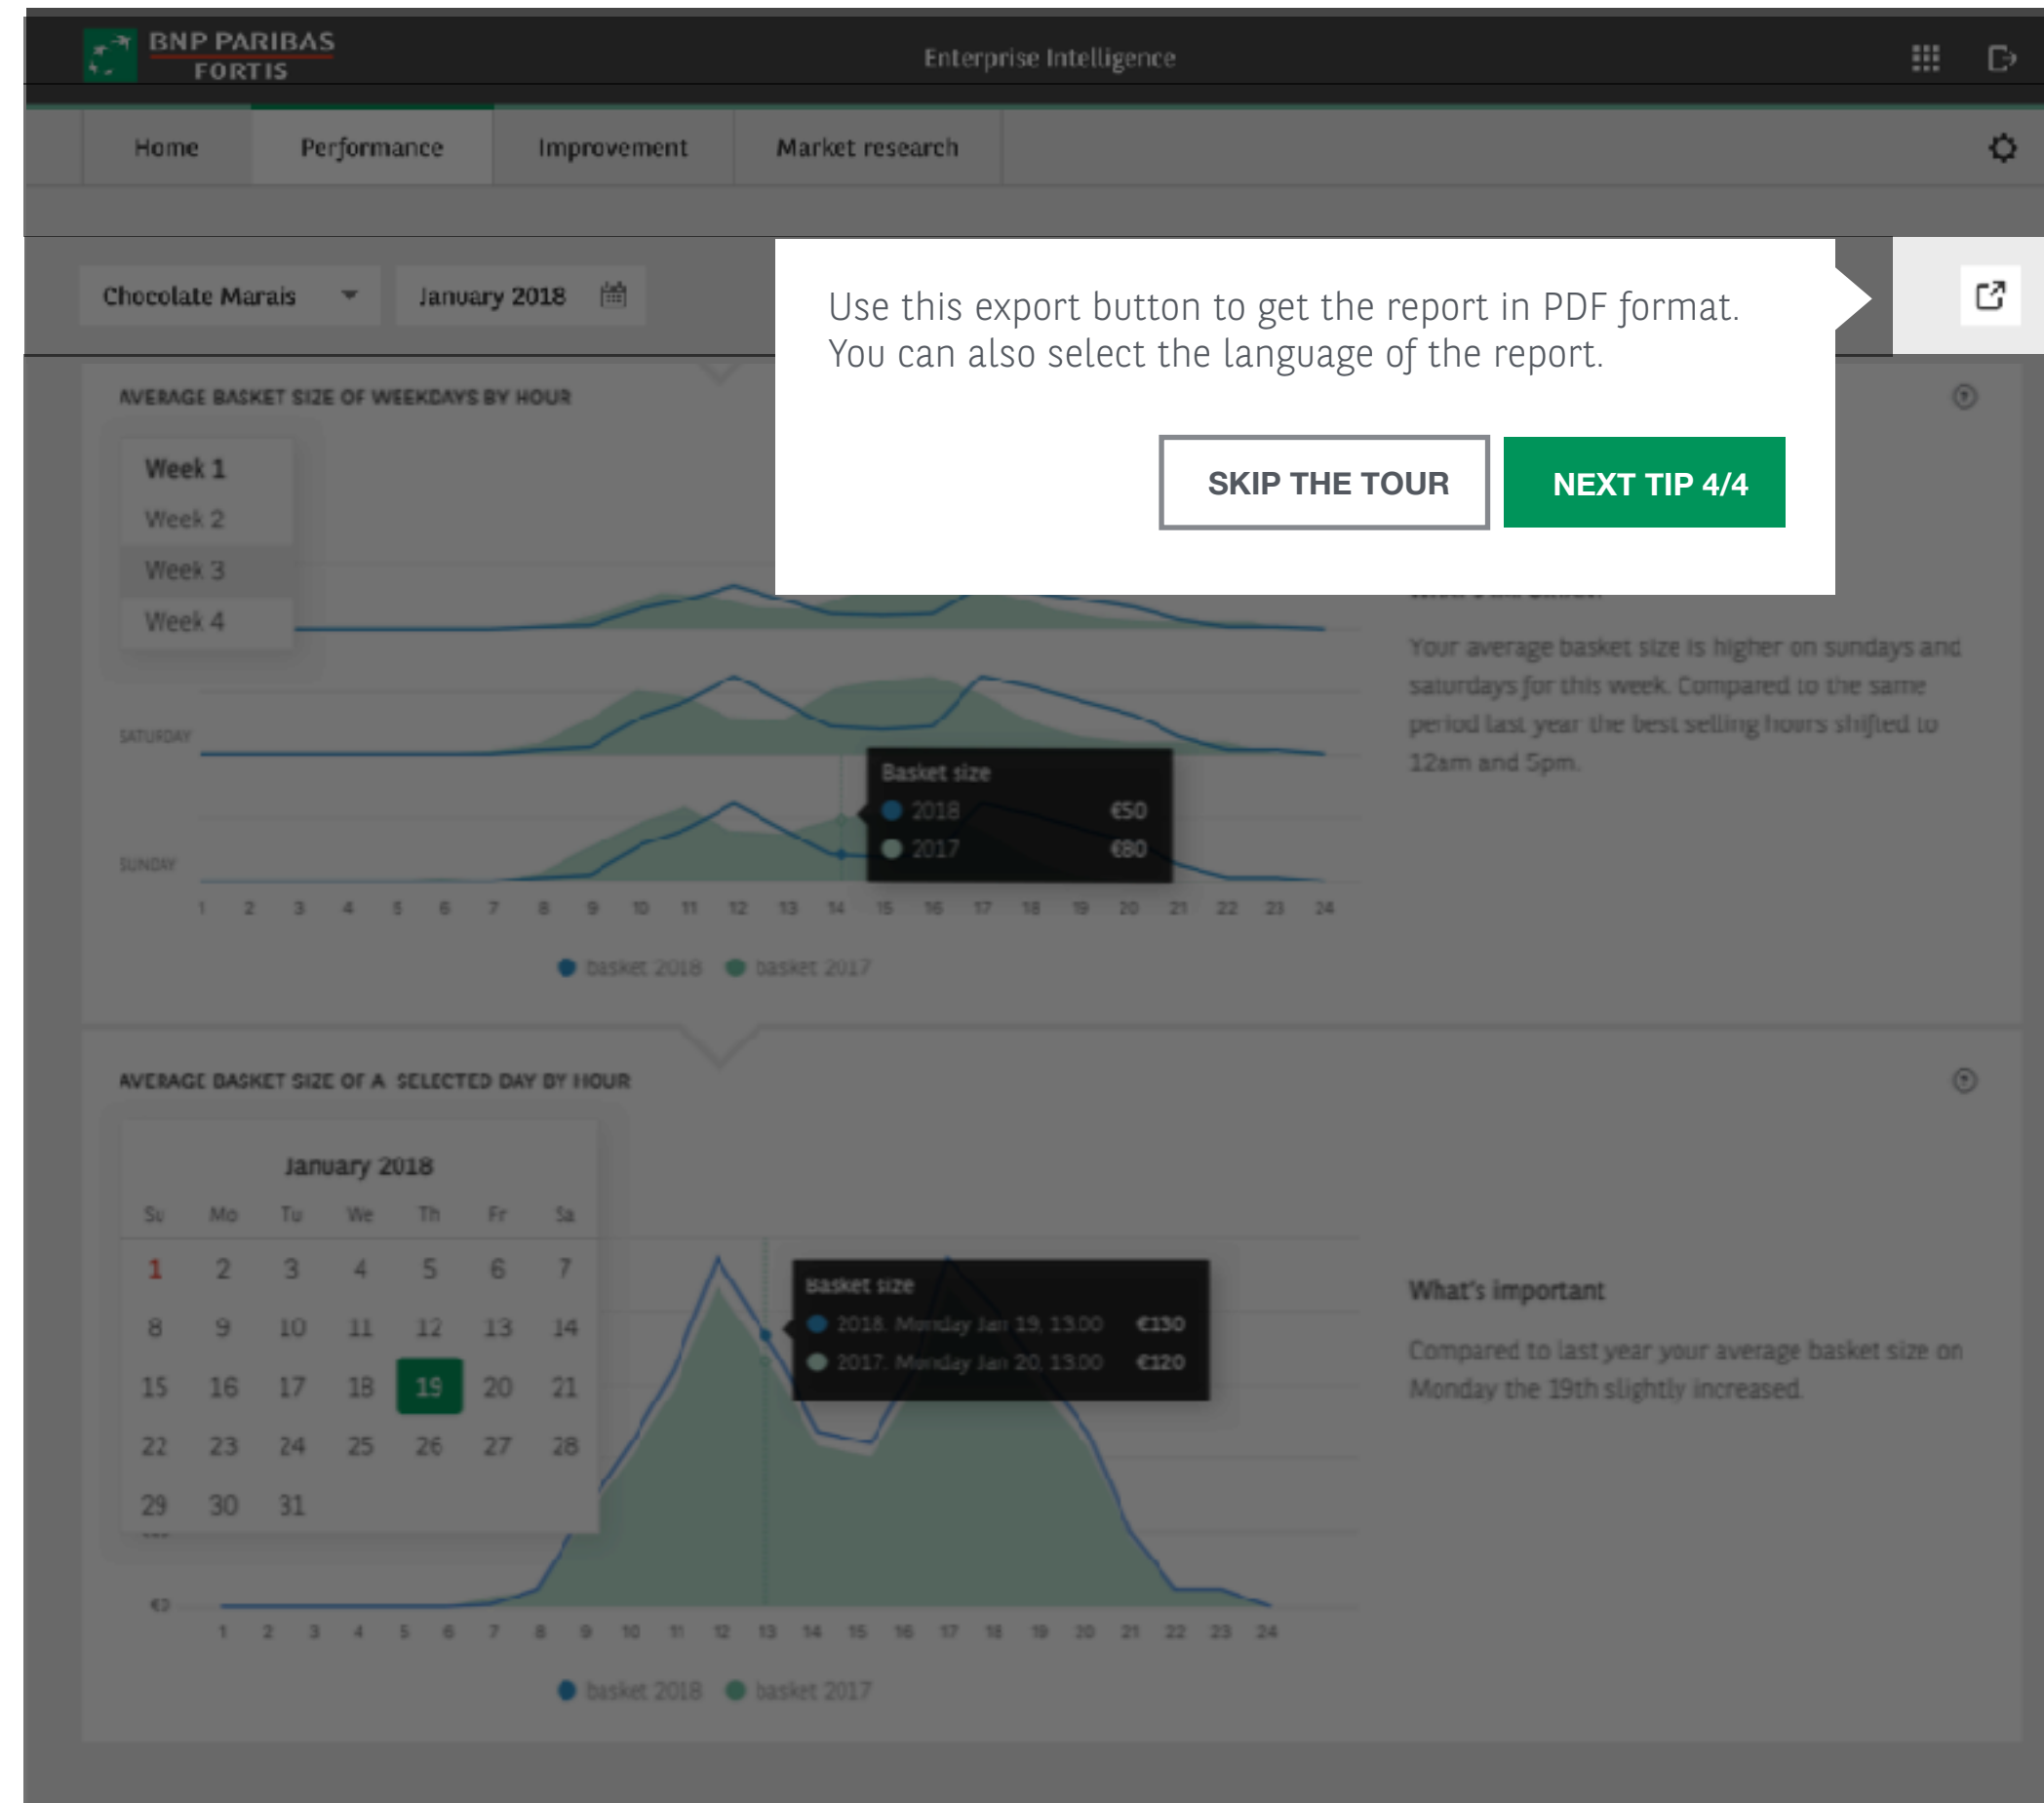 BNP PARIBAS
FORTIS
Enterprise Intelligence
Home Performance Improvement Market research
Chocolate Marais January 2018
Use this export button to get the report in PDF format.
You can also select the language of the report.
SKIP THE TOUR NEXT TIP 4/4
AVERAGE BASKET SIZE OF WEEKDAYS BY HOUR
Week 1
Week 2
Week 3
Week 4
Your average basket size is higher on sundays and
saturdays for this week. Compared to the same
period last year the best selling hours shifted to
12am and 5pm.
SATURDAY
Basket size
2018 €50
2017 €80
SUNDAY
1 2 3 4 5 6 7 8 9 10 11 12 13 14 15 16 17 18 19 20 21 22 23 24
basket 2018 basket 2017
AVERAGE BASKET SIZE OF A SELECTED DAY BY HOUR
January 2018
Su Mo Tu We Th Fr Sa
1 2 3 4 5 6 7
8 9 10 11 12 13 14
15 16 17 18 19 20 21
22 23 24 25 26 27 28
29 30 31
Basket size
2018. Monday Jan 19, 13.00 €130
2017. Monday Jan 20, 13.00 €120
What's important
Compared to last year your average basket size on
Monday the 19th slightly increased.
1 2 3 4 5 6 7 8 9 10 11 12 13 14 15 16 17 18 19 20 21 22 23 24
basket 2018 basket 2017